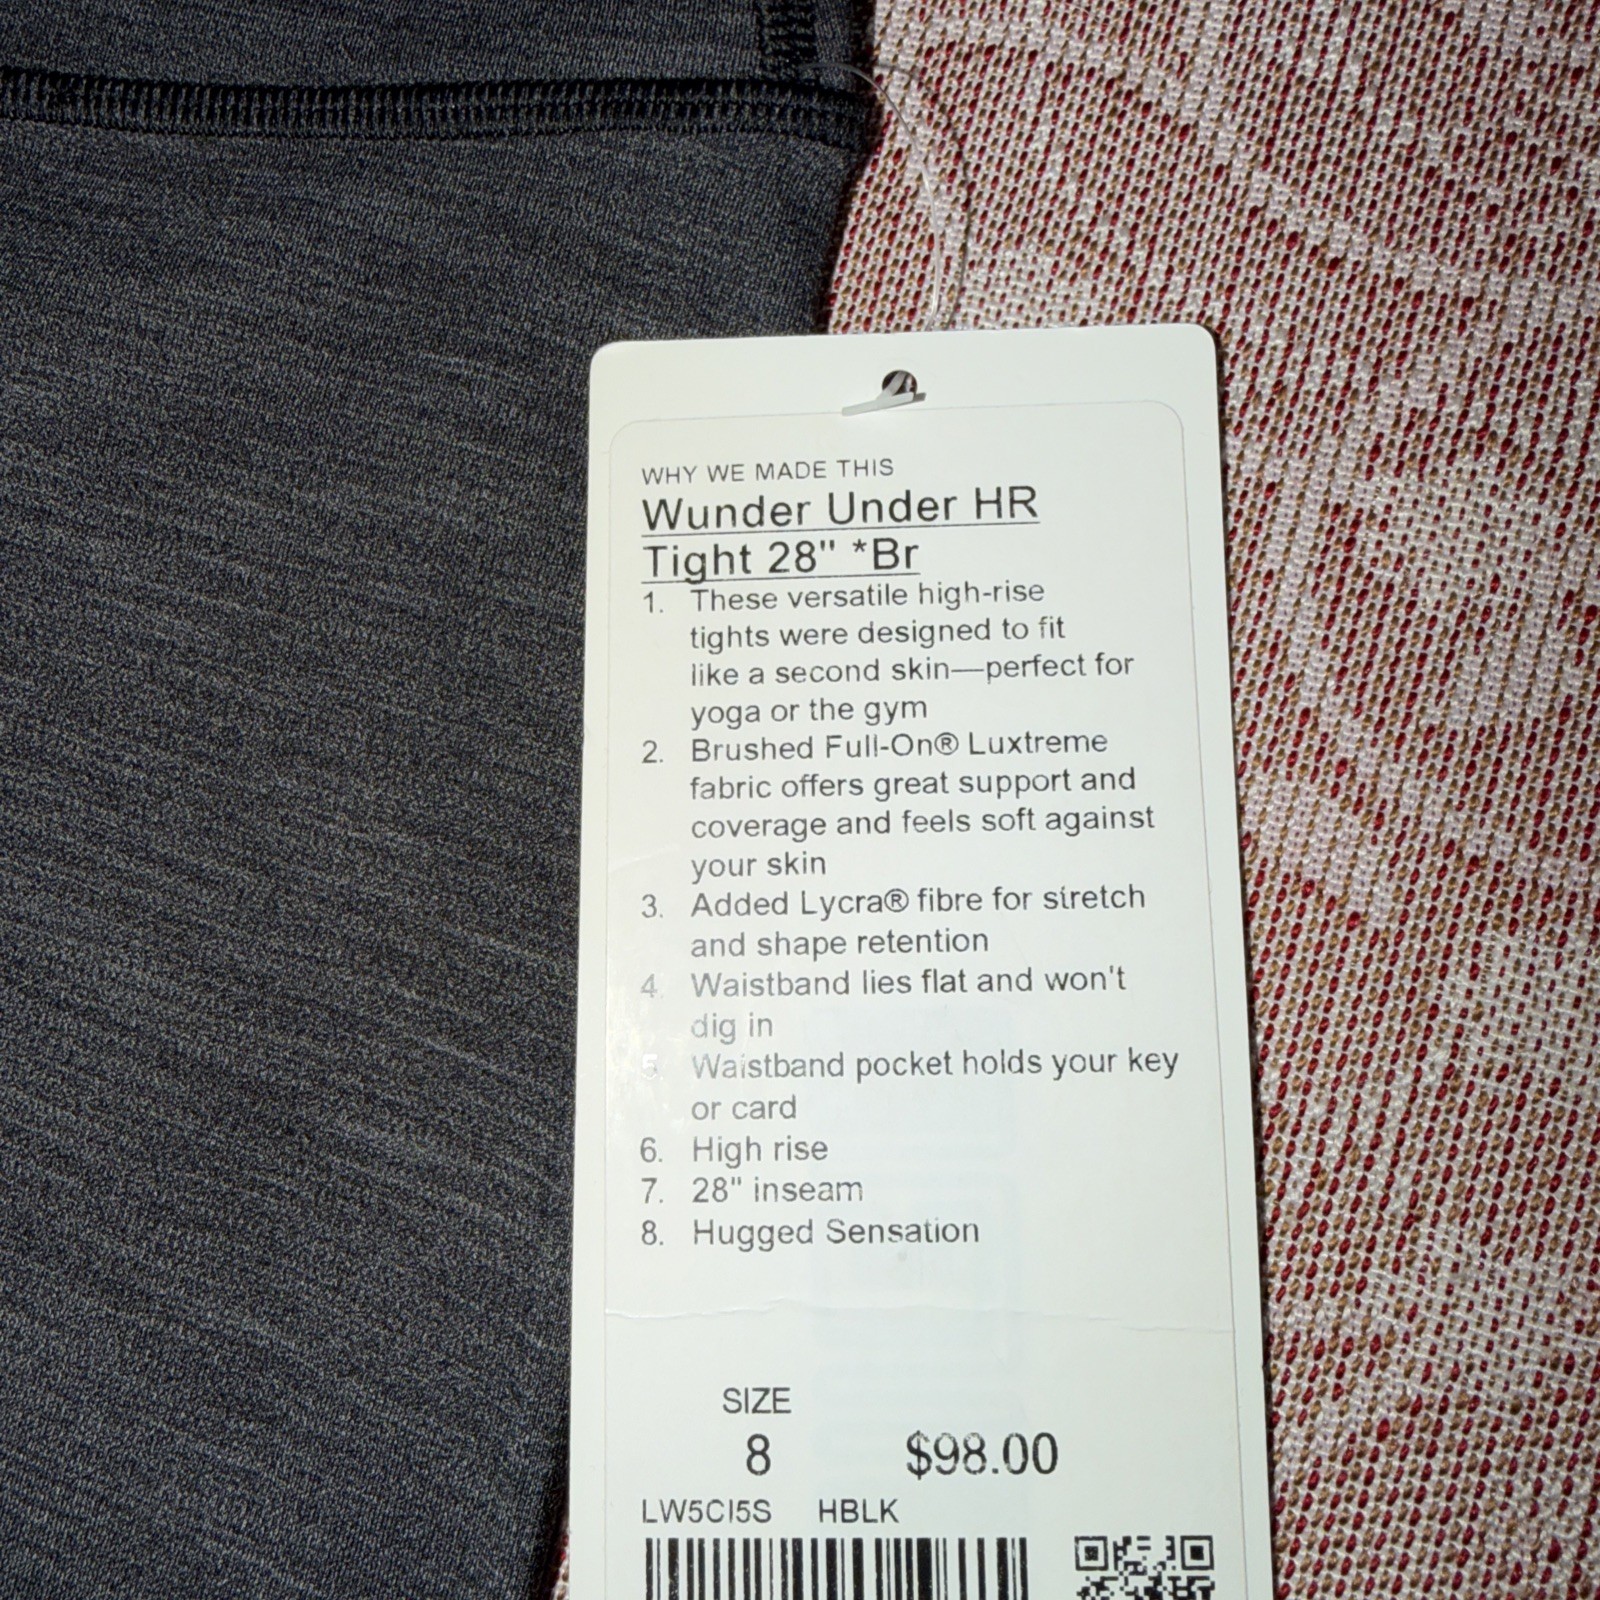 WHY WE MADE THIS
Wunder Under HR
Tight 28" *Br
1. These versatile high-rise
tights were designed to fit
like a second skin—perfect for
yoga or the gym
2. Brushed Full-On® Luxtreme
fabric offers great support and
coverage and feels soft against
your skin
3. Added Lycra® fibre for stretch
and shape retention
4. Waistband lies flat and won't
dig in
5. Waistband pocket holds your key
or card
6. High rise
7. 28" inseam
8. Hugged Sensation
SIZE
8 $98.00
LW5CI5S HBLK